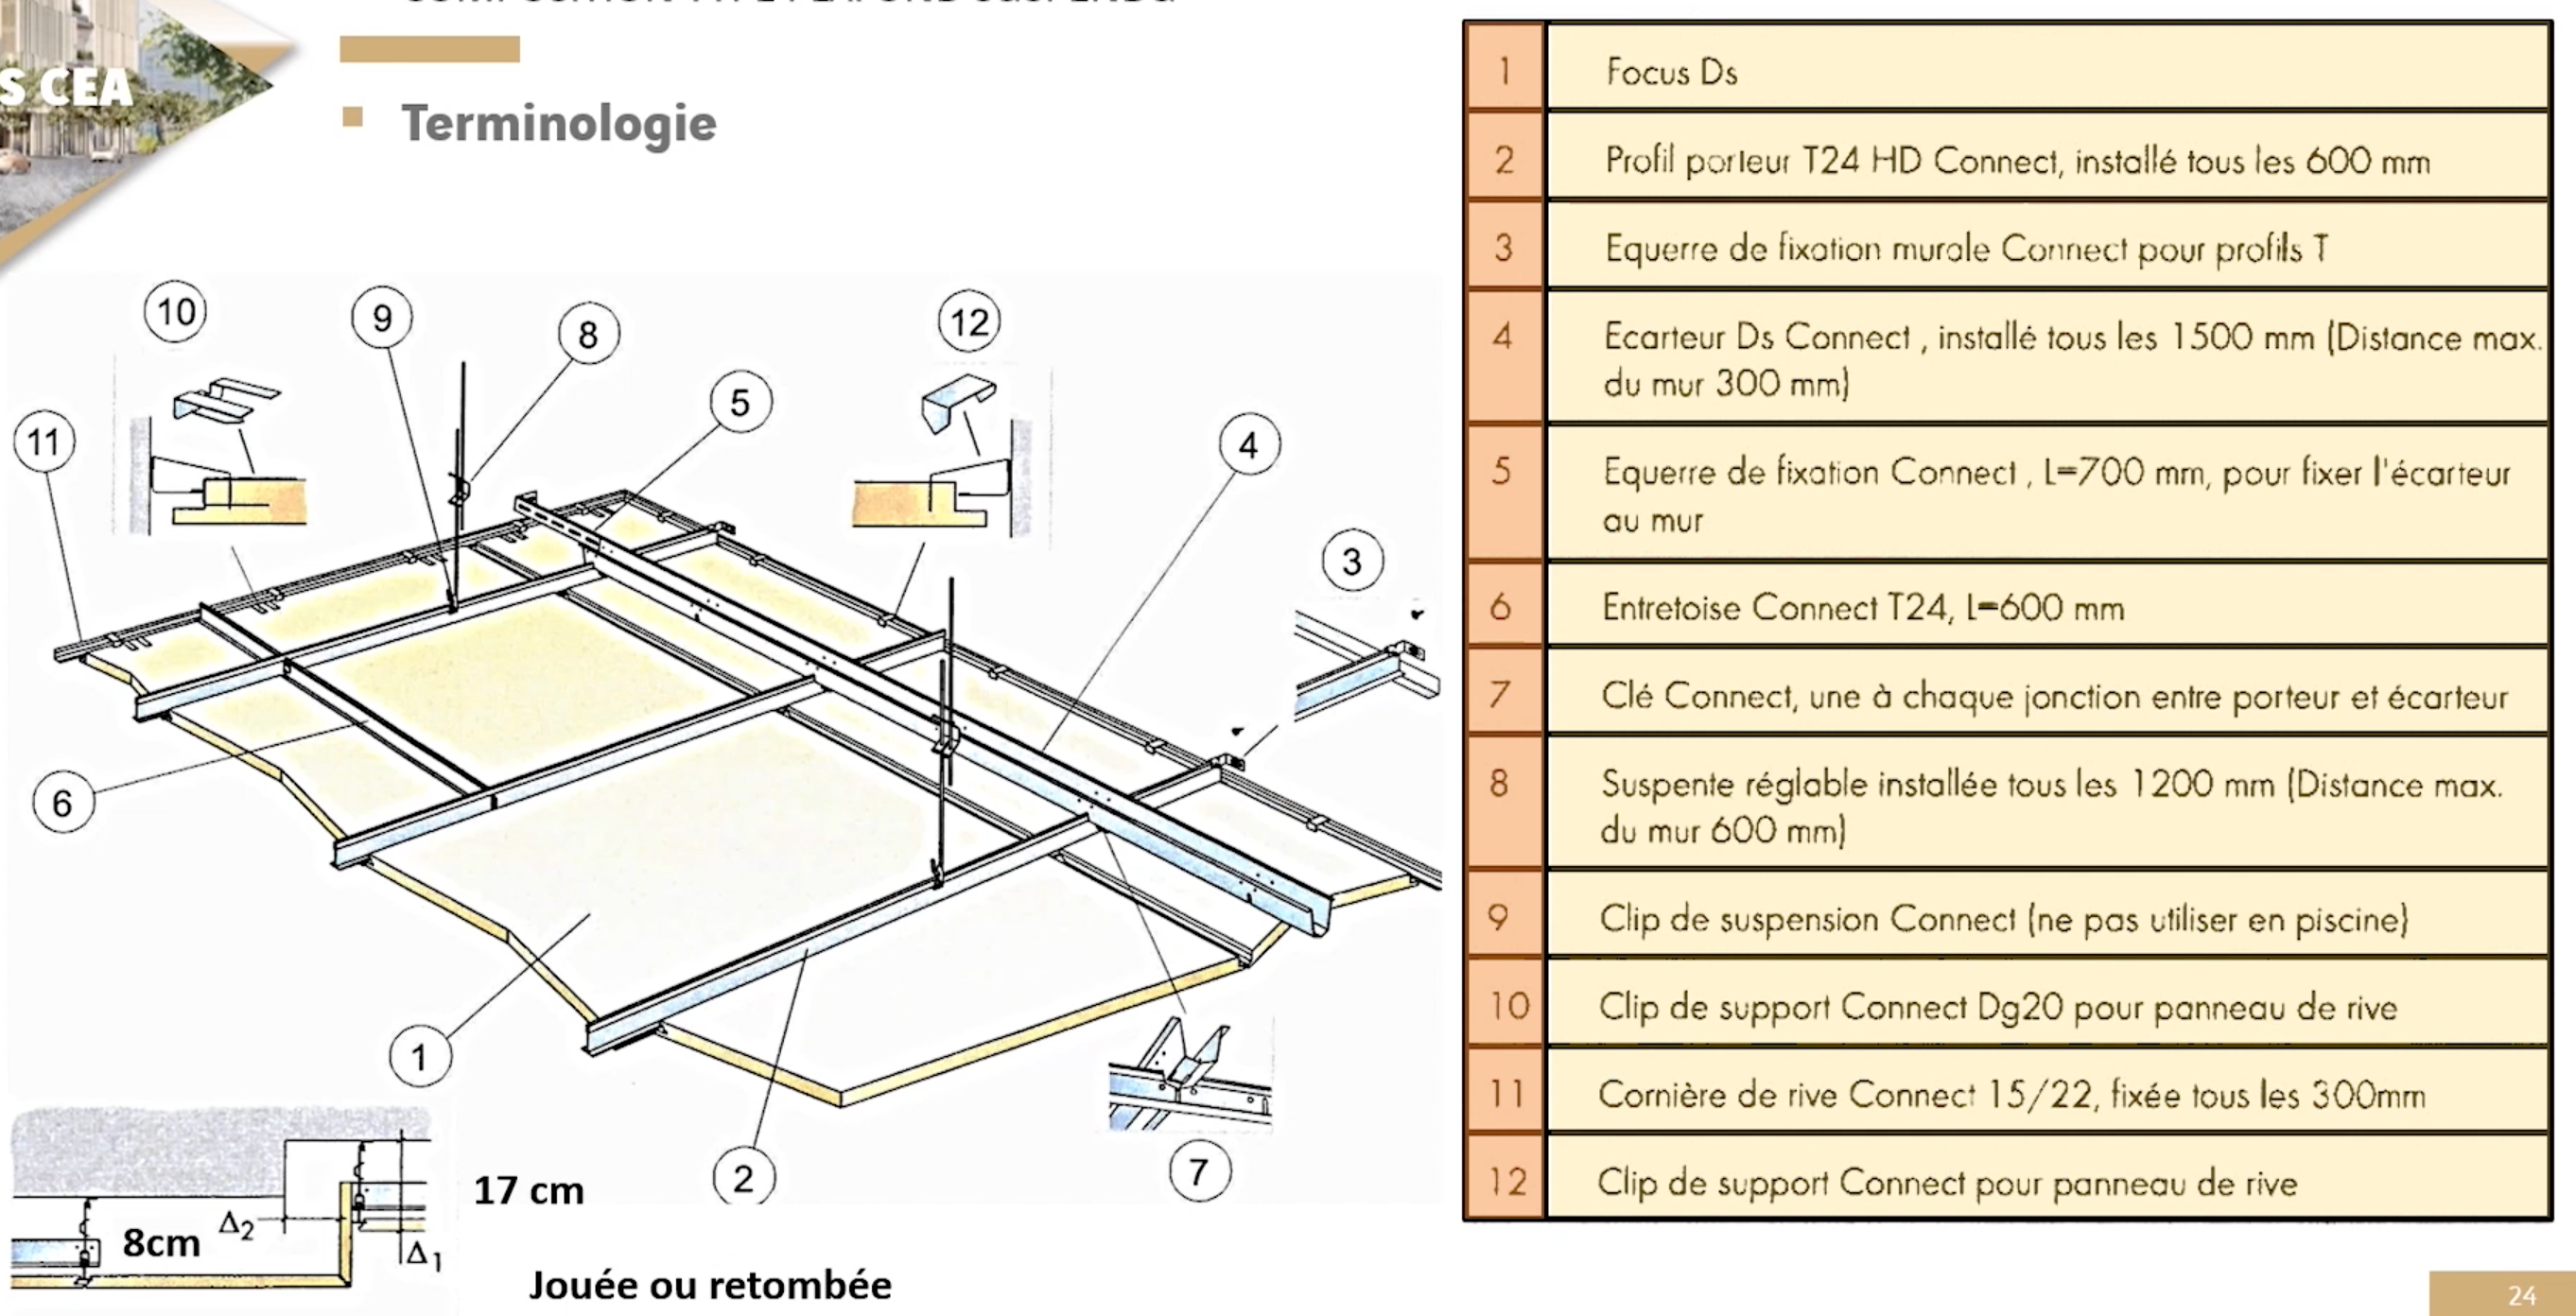 S CEA
Terminologie
10
9
8
12
5
11
4
3
6
1
2
7
17 cm
8cm
Δ2
Δ1
Jouée ou retombée
1 Focus Ds
2 Profil porteur T24 HD Connect, installé tous les 600 mm
3 Equerre de fixation murale Connect pour profils T
4 Ecarteur Ds Connect , installé tous les 1500 mm (Distance max.
du mur 300 mm)
5 Equerre de fixation Connect , L=700 mm, pour fixer l'écarteur
au mur
6 Entretoise Connect T24, L=600 mm
7 Clé Connect, une à chaque jonction entre porteur et écarteur
8 Suspente réglable installée tous les 1200 mm (Distance max.
du mur 600 mm)
9 Clip de suspension Connect (ne pas utiliser en piscine)
10 Clip de support Connect Dg20 pour panneau de rive
11 Cornière de rive Connect 15/22, fixée tous les 300mm
12 Clip de support Connect pour panneau de rive
24